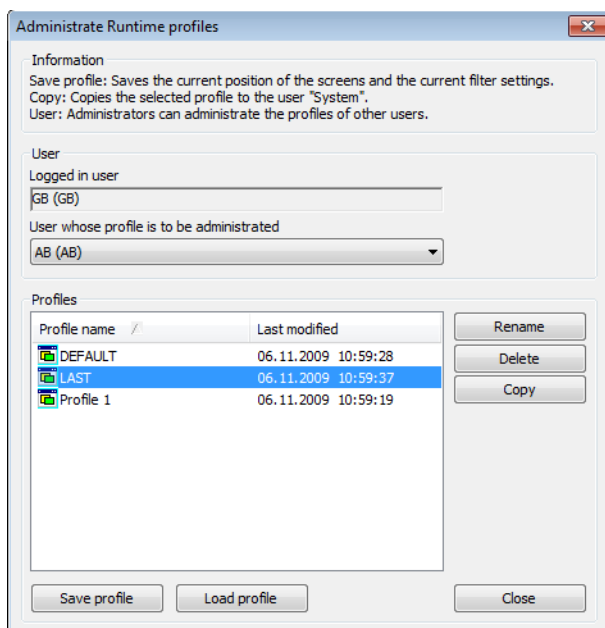 Administrate Runtime profiles
Information
Save profile: Saves the current position of the screens and the current filter settings.
Copy: Copies the selected profile to the user "System".
User: Administrators can administrate the profiles of other users.
User
Logged in user
GB (GB)
User whose profile is to be administrated
AB (AB)
Profiles
Profile name Last modified
DEFAULT 06.11.2009 10:59:28
LAST 06.11.2009 10:59:37
Profile 1 06.11.2009 10:59:19
Rename
Delete
Copy
Save profile Load profile Close